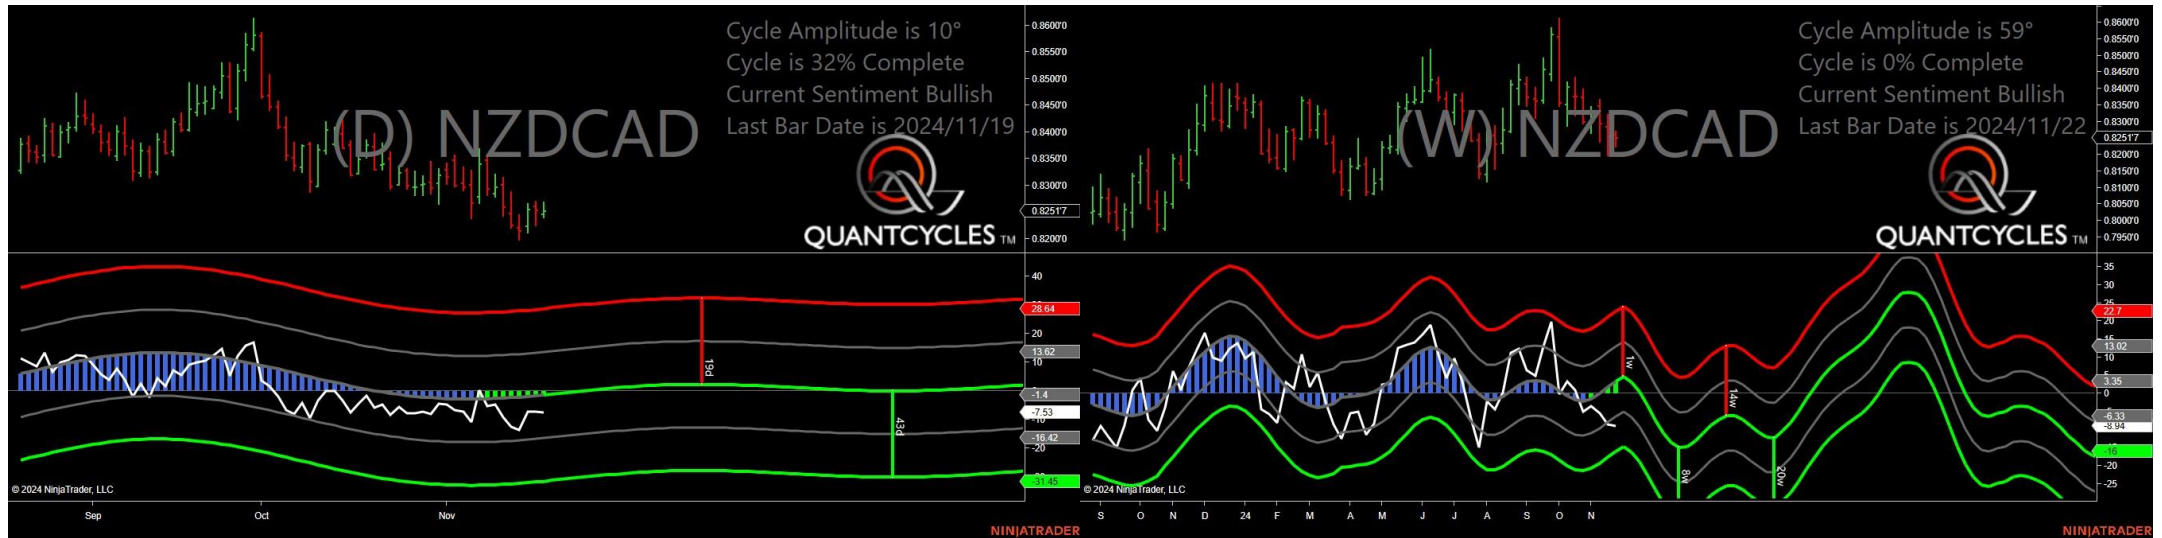 Cycle Amplitude is 10°
Cycle is 32% Complete
Current Sentiment Bullish
Last Bar Date is 2024/11/19
(D) NZDCAD
QUANTCYCLES TM
0.8600'0
0.8550'0
0.8500'0
0.8450'0
0.8400'0
0.8350'0
0.8300'0
0.8251'7
0.8200'0
40
28.64
20
13.62
10
-1.4
-7.53
-10
-16.42
-20
-31.45
19d
43d
© 2024 NinjaTrader, LLC
Sep
Oct
Nov
NINJATRADER
Cycle Amplitude is 59°
Cycle is 0% Complete
Current Sentiment Bullish
Last Bar Date is 2024/11/22
(W) NZDCAD
QUANTCYCLES TM
0.8600'0
0.8550'0
0.8500'0
0.8450'0
0.8400'0
0.8350'0
0.8300'0
0.8251'7
0.8200'0
0.8150'0
0.8100'0
0.8050'0
0.8000'0
0.7950'0
35
30
25
22.7
20
15
13.02
10
5
3.35
0
-6.33
-8.94
-16
-20
-25
1w
14w
8w
20w
© 2024 NinjaTrader, LLC
S O N D 24 F M A M J J A S O N
NINJATRADER